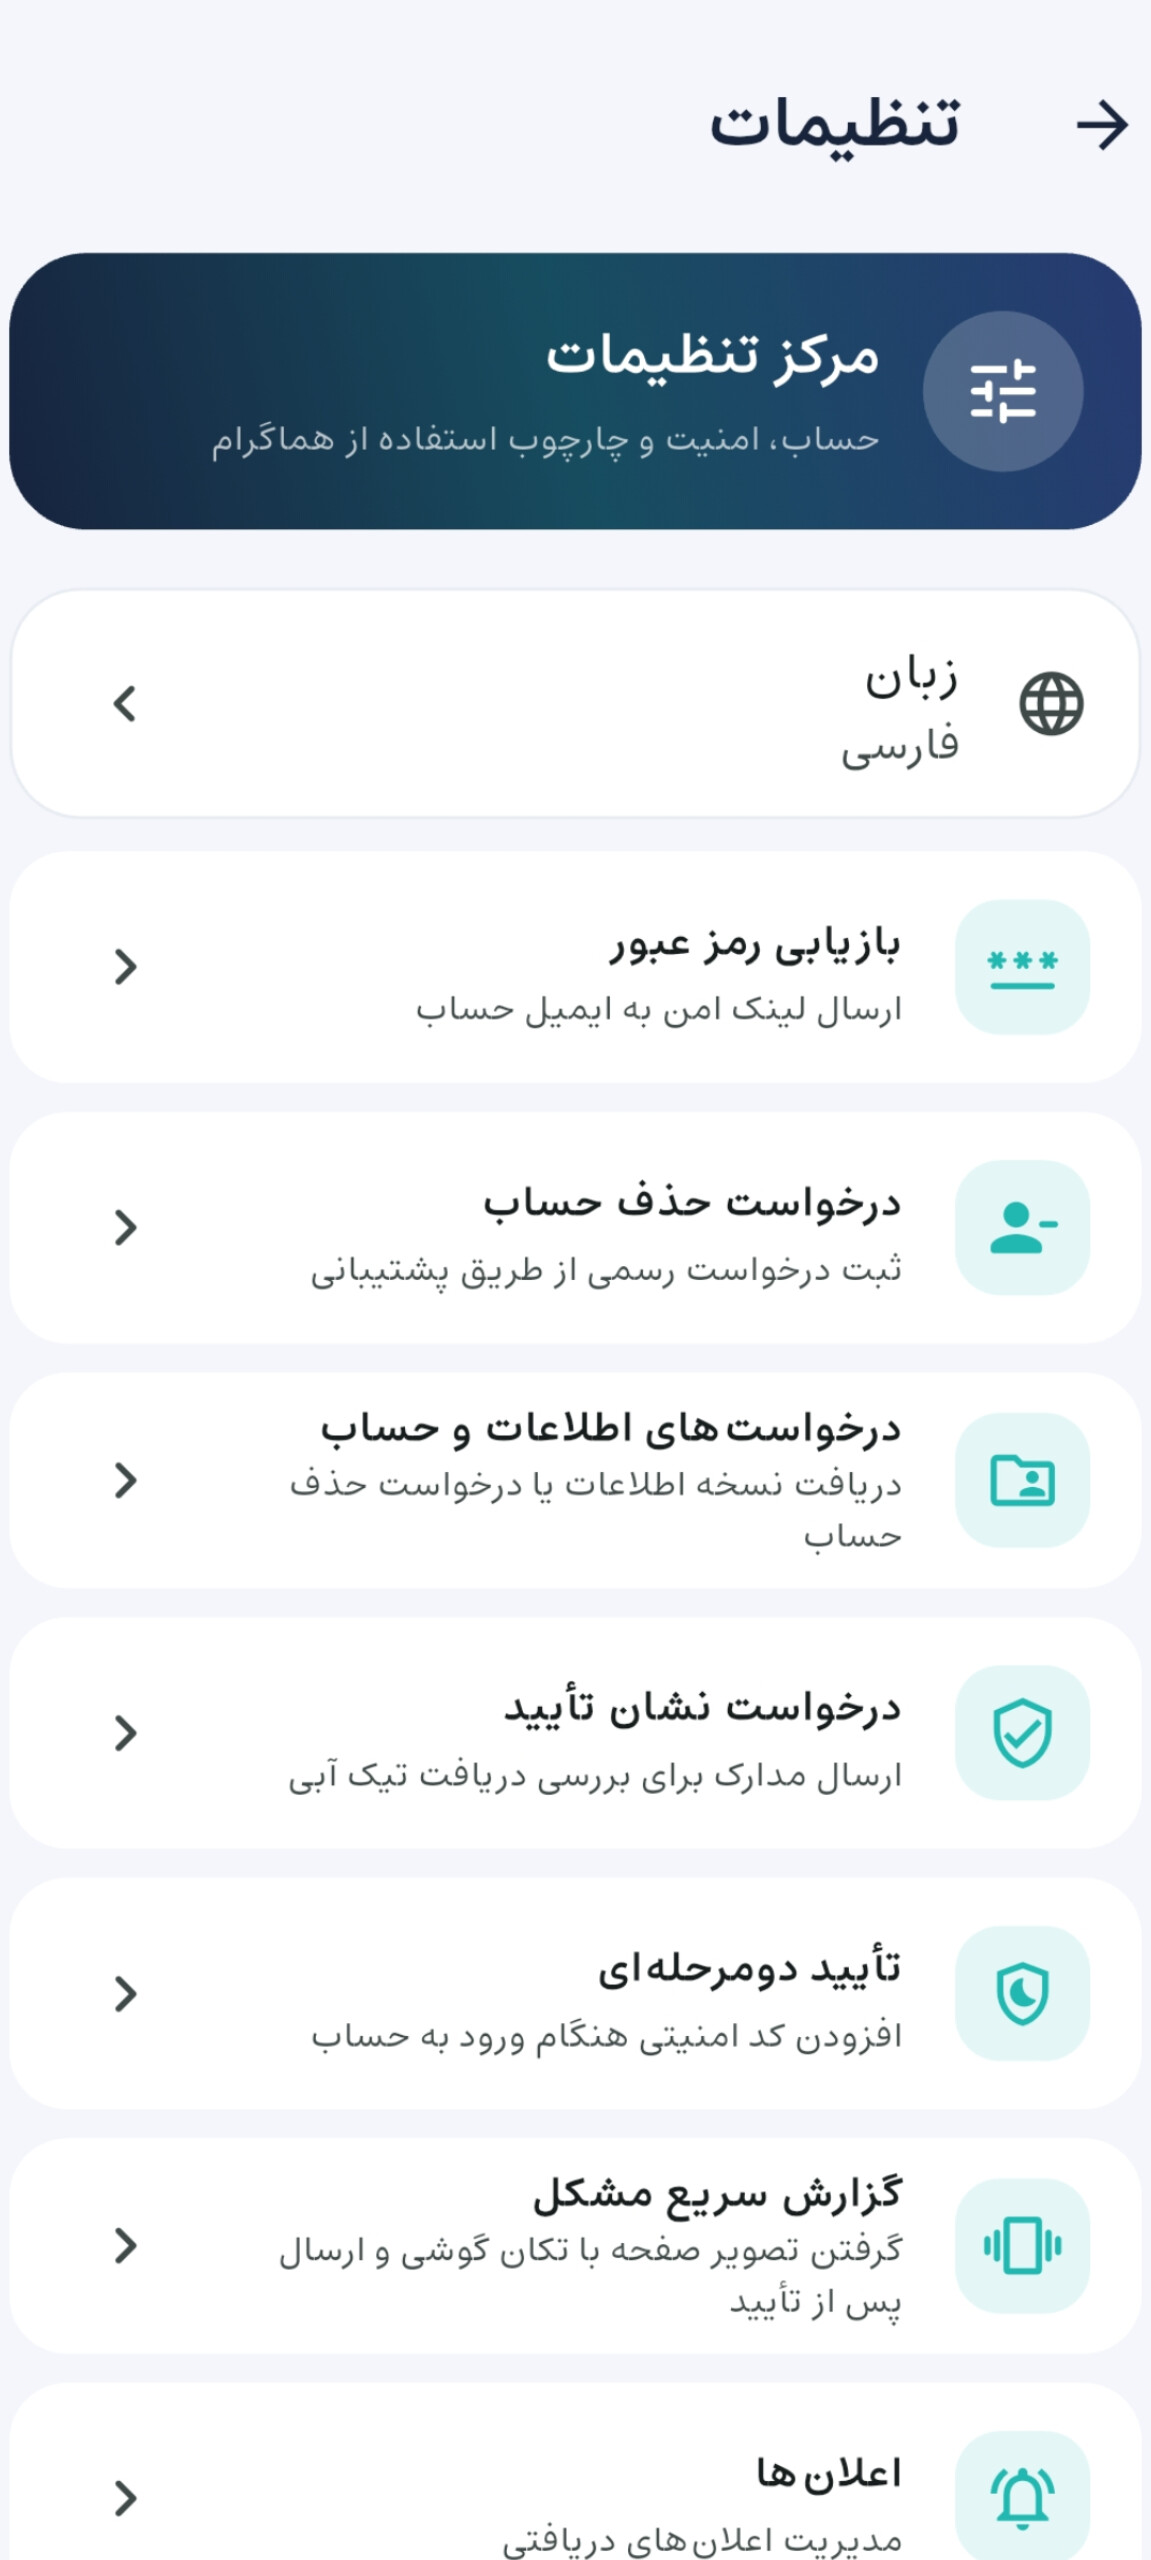 تنظیمات
مرکز تنظیمات
حساب، امنیت و چارچوب استفاده از هماگرام
زبان
فارسی
بازیابی رمز عبور
ارسال لینک امن به ایمیل حساب
درخواست حذف حساب
ثبت درخواست رسمی از طریق پشتیبانی
درخواست‌های اطلاعات و حساب
دریافت نسخه اطلاعات یا درخواست حذف
حساب
درخواست نشان تأیید
ارسال مدارک برای بررسی دریافت تیک آبی
تأیید دومرحله‌ای
افزودن کد امنیتی هنگام ورود به حساب
گزارش سریع مشکل
گرفتن تصویر صفحه با تکان گوشی و ارسال
پس از تأیید
اعلان‌ها
مدیریت اعلان‌های دریافتی